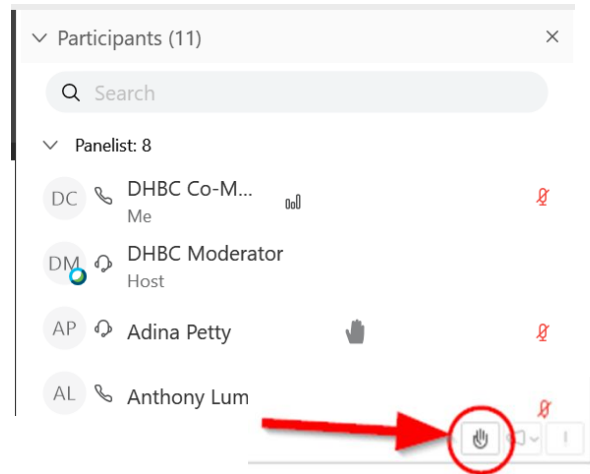 Participants (11)
Search
Panelist: 8
DC DHBC Co-M...
Me
DM DHBC Moderator
Host
AP Adina Petty
AL Anthony Lum